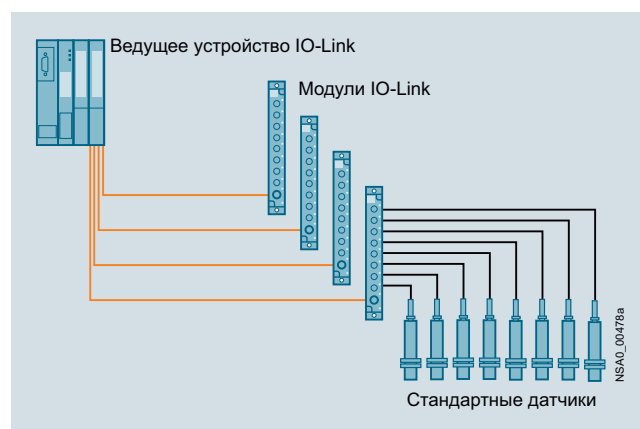 Ведущее устройство IO-Link
Модули IO-Link
NSA0_00478a
Стандартные датчики